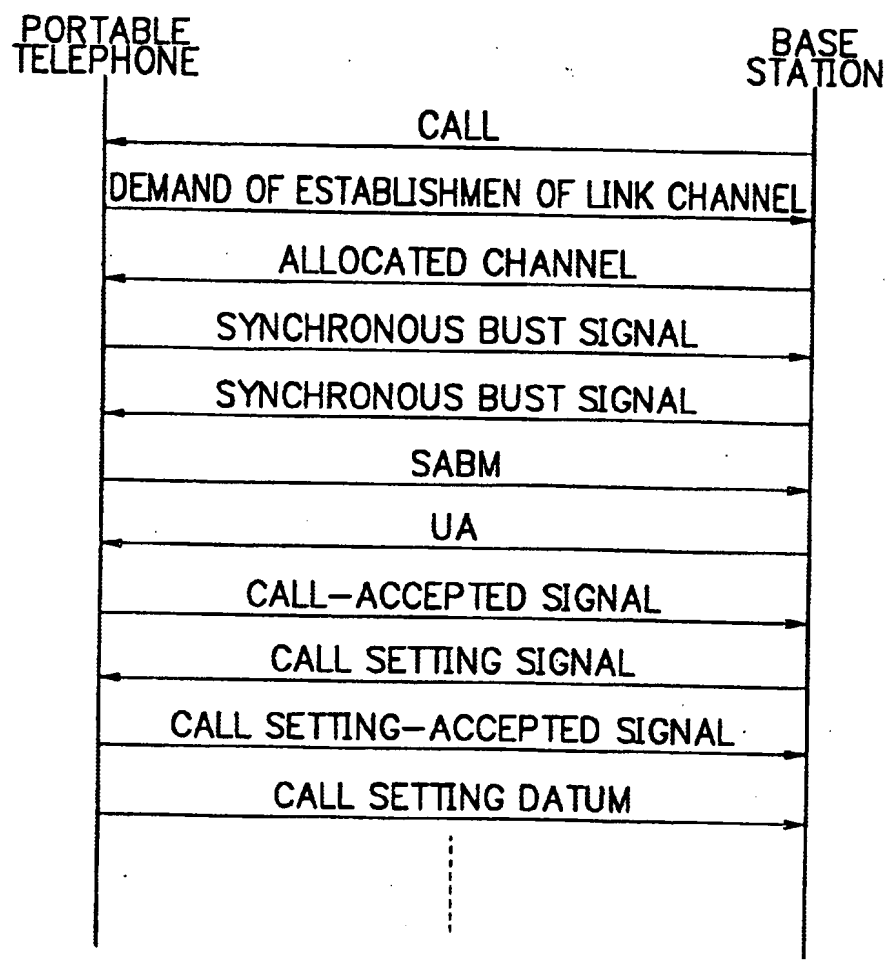 PORTABLE
TELEPHONE
BASE
STATION
CALL
DEMAND OF ESTABLISHMEN OF LINK CHANNEL
ALLOCATED CHANNEL
SYNCHRONOUS BUST SIGNAL
SYNCHRONOUS BUST SIGNAL
SABM
UA
CALL-ACCEPTED SIGNAL
CALL SETTING SIGNAL
CALL SETTING-ACCEPTED SIGNAL
CALL SETTING DATUM